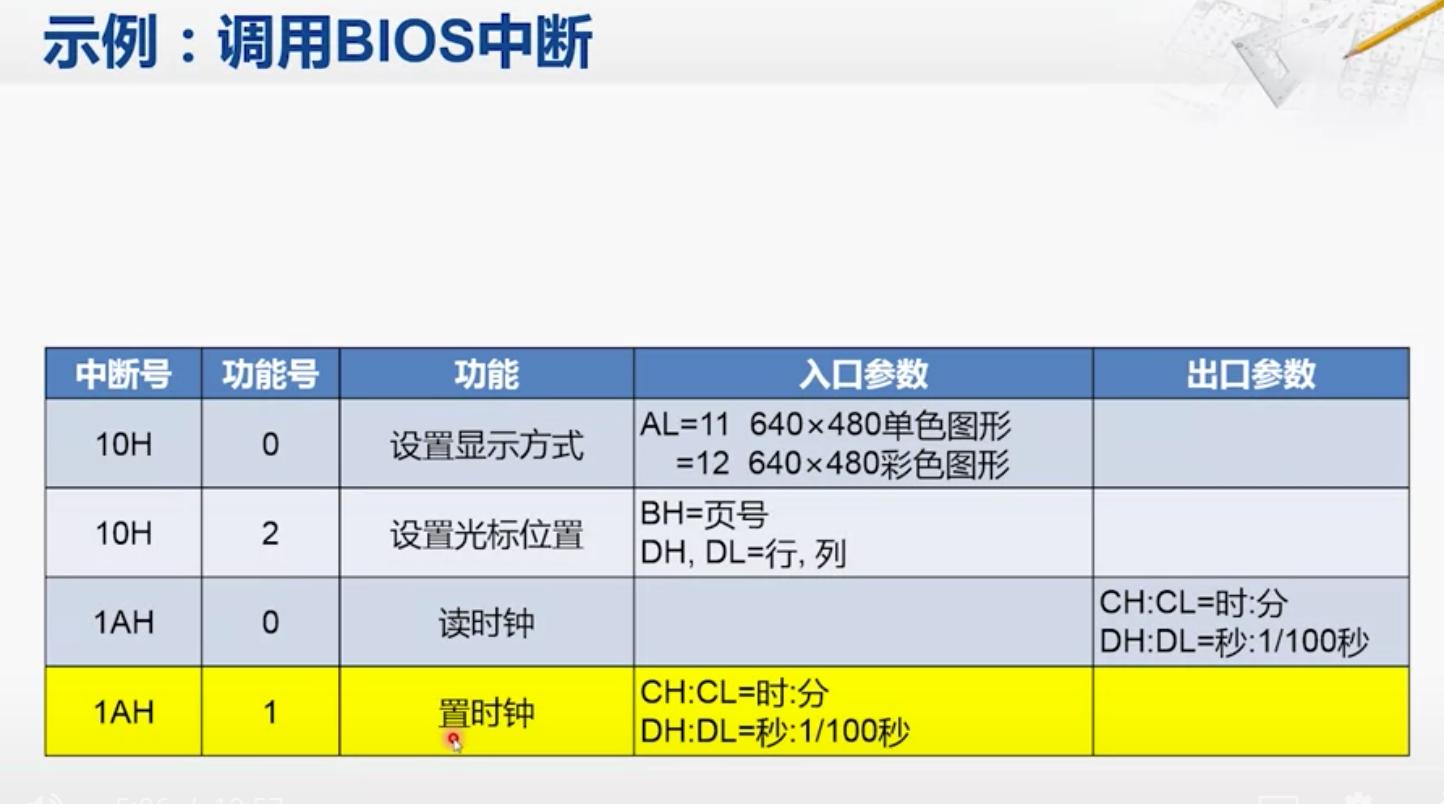 示例：调用BIOS中断
中断号 功能号 功能 入口参数 出口参数
10H 0 设置显示方式 AL=11 640×480单色图形
=12 640×480彩色图形
10H 2 设置光标位置 BH=页号
DH, DL=行, 列
1AH 0 读时钟 CH:CL=时:分
DH:DL=秒:1/100秒
1AH 1 置时钟 CH:CL=时:分
DH:DL=秒:1/100秒